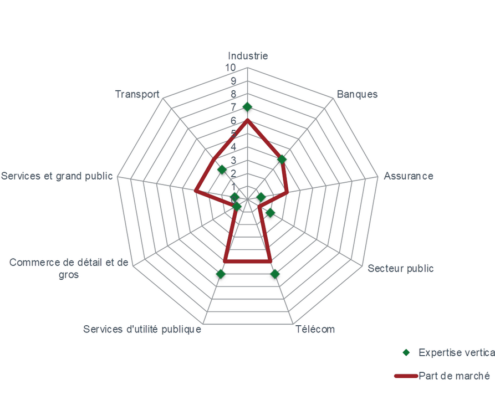 Industrie
10
9
8
7
6
5
4
3
2
1
Banques
Assurance
Secteur public
Télécom
Services d'utilité publique
Commerce de détail et de
gros
Services et grand public
Transport
Expertise vertica
Part de marché